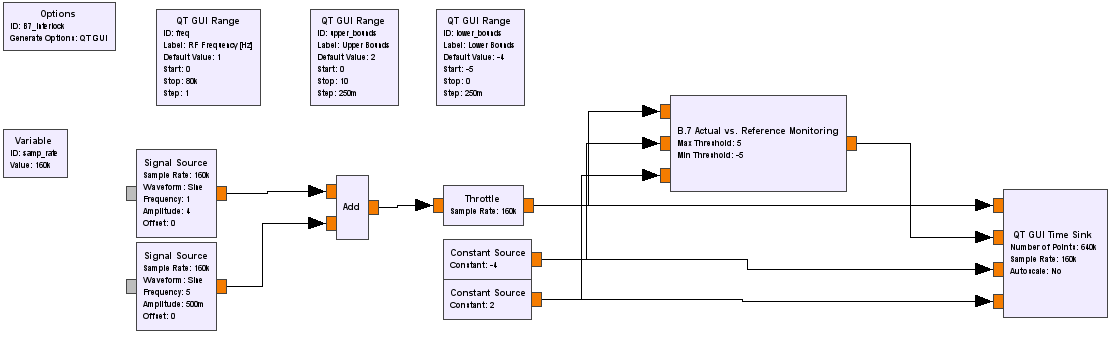 Options
ID: B7_interlock
Generate Options: QT GUI
QT GUI Range
ID: freq
Label: RF Frequency [Hz]
Default Value: 1
Start: 0
Stop: 80k
Step: 1
QT GUI Range
ID: upper_bounds
Label: Upper Bounds
Default Value: 2
Start: 0
Stop: 10
Step: 250m
QT GUI Range
ID: lower_bounds
Label: Lower Bounds
Default Value: -4
Start: -5
Stop: 0
Step: 250m
Variable
ID: samp_rate
Value: 160k
Signal Source
Sample Rate: 160k
Waveform: Sine
Frequency: 1
Amplitude: 4
Offset: 0
Signal Source
Sample Rate: 160k
Waveform: Sine
Frequency: 5
Amplitude: 500m
Offset: 0
Add
Throttle
Sample Rate: 160k
Constant Source
Constant: -4
Constant Source
Constant: 2
B.7 Actual vs. Reference Monitoring
Max Threshold: 5
Min Threshold: -5
QT GUI Time Sink
Number of Points: 640k
Sample Rate: 160k
Autoscale: No